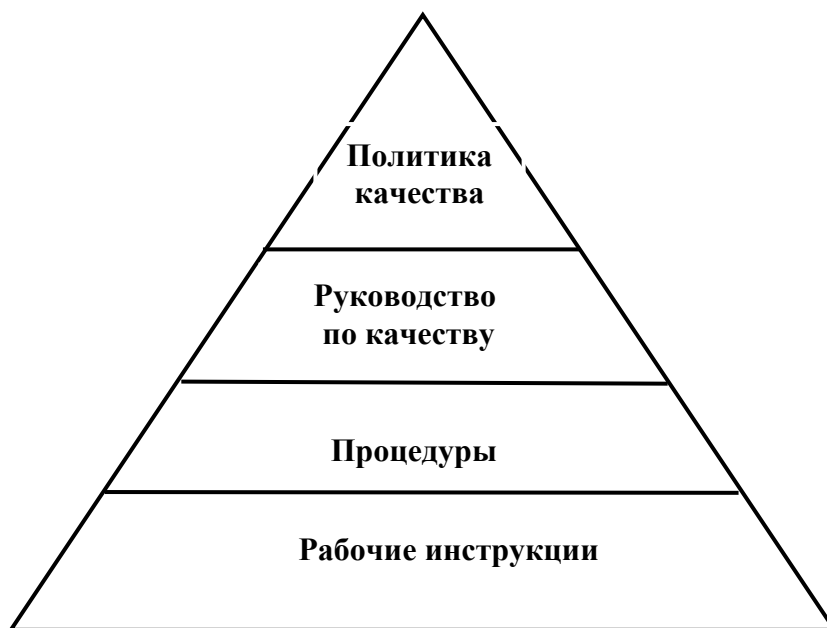 Политика
качества
Руководство
по качеству
Процедуры
Рабочие инструкции